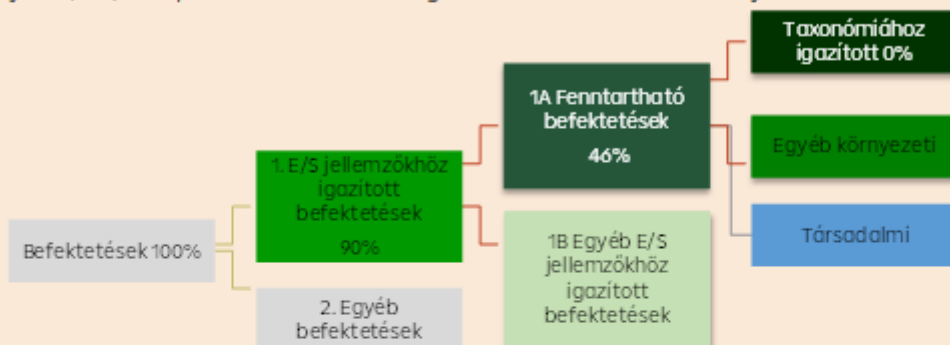 Taxonómiához
igazított 0%
1A Fenntartható
befektetések
46%
Egyéb környezeti
1. E/S jellemzőkhöz
igazított
befektetések
90%
Társadalmi
Befektetések 100%
1B Egyéb E/S
jellemzőkhöz
igazított
befektetések
2. Egyéb
befektetések